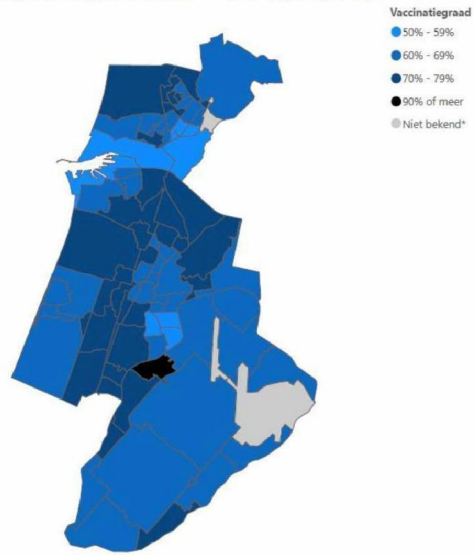 Vaccinatiegraad
50% - 59%
60% - 69%
70% - 79%
90% of meer
Niet bekend*